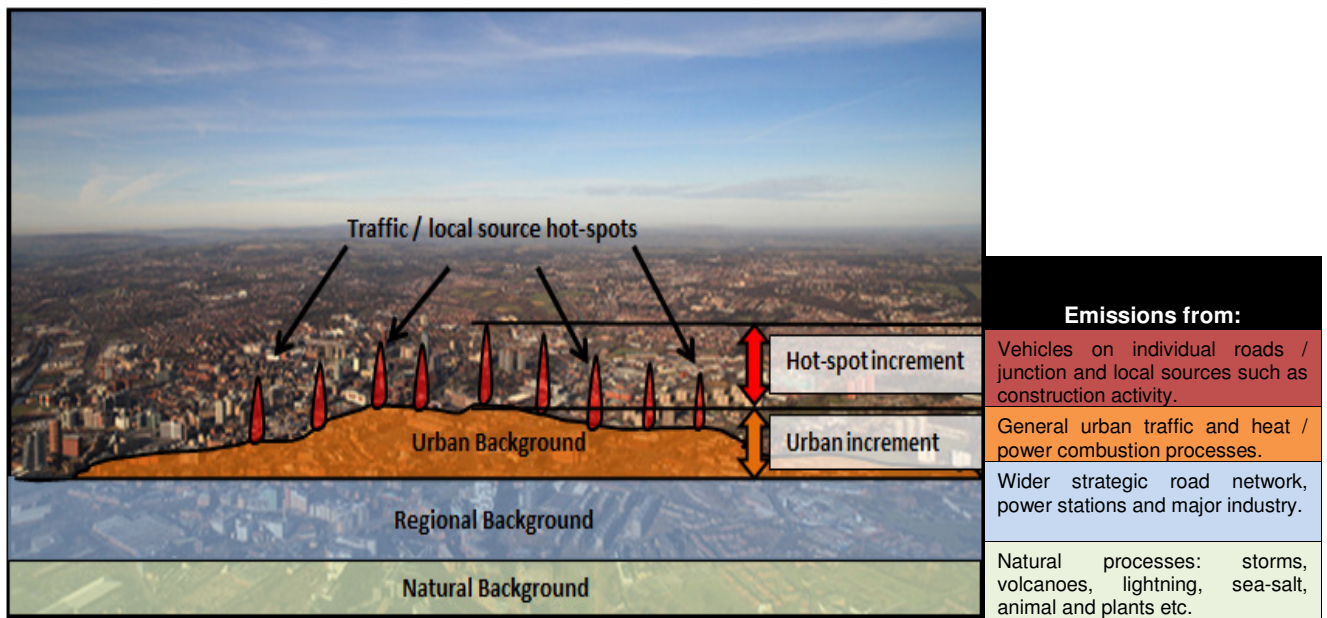 Traffic / local source hot-spots
Hot-spot increment
Urban Background
Urban increment
Regional Background
Natural Background
Emissions from:
Vehicles on individual roads /
junction and local sources such as
construction activity.
General urban traffic and heat /
power combustion processes.
Wider strategic road network,
power stations and major industry.
Natural processes: storms,
volcanoes, lightning, sea-salt,
animal and plants etc.